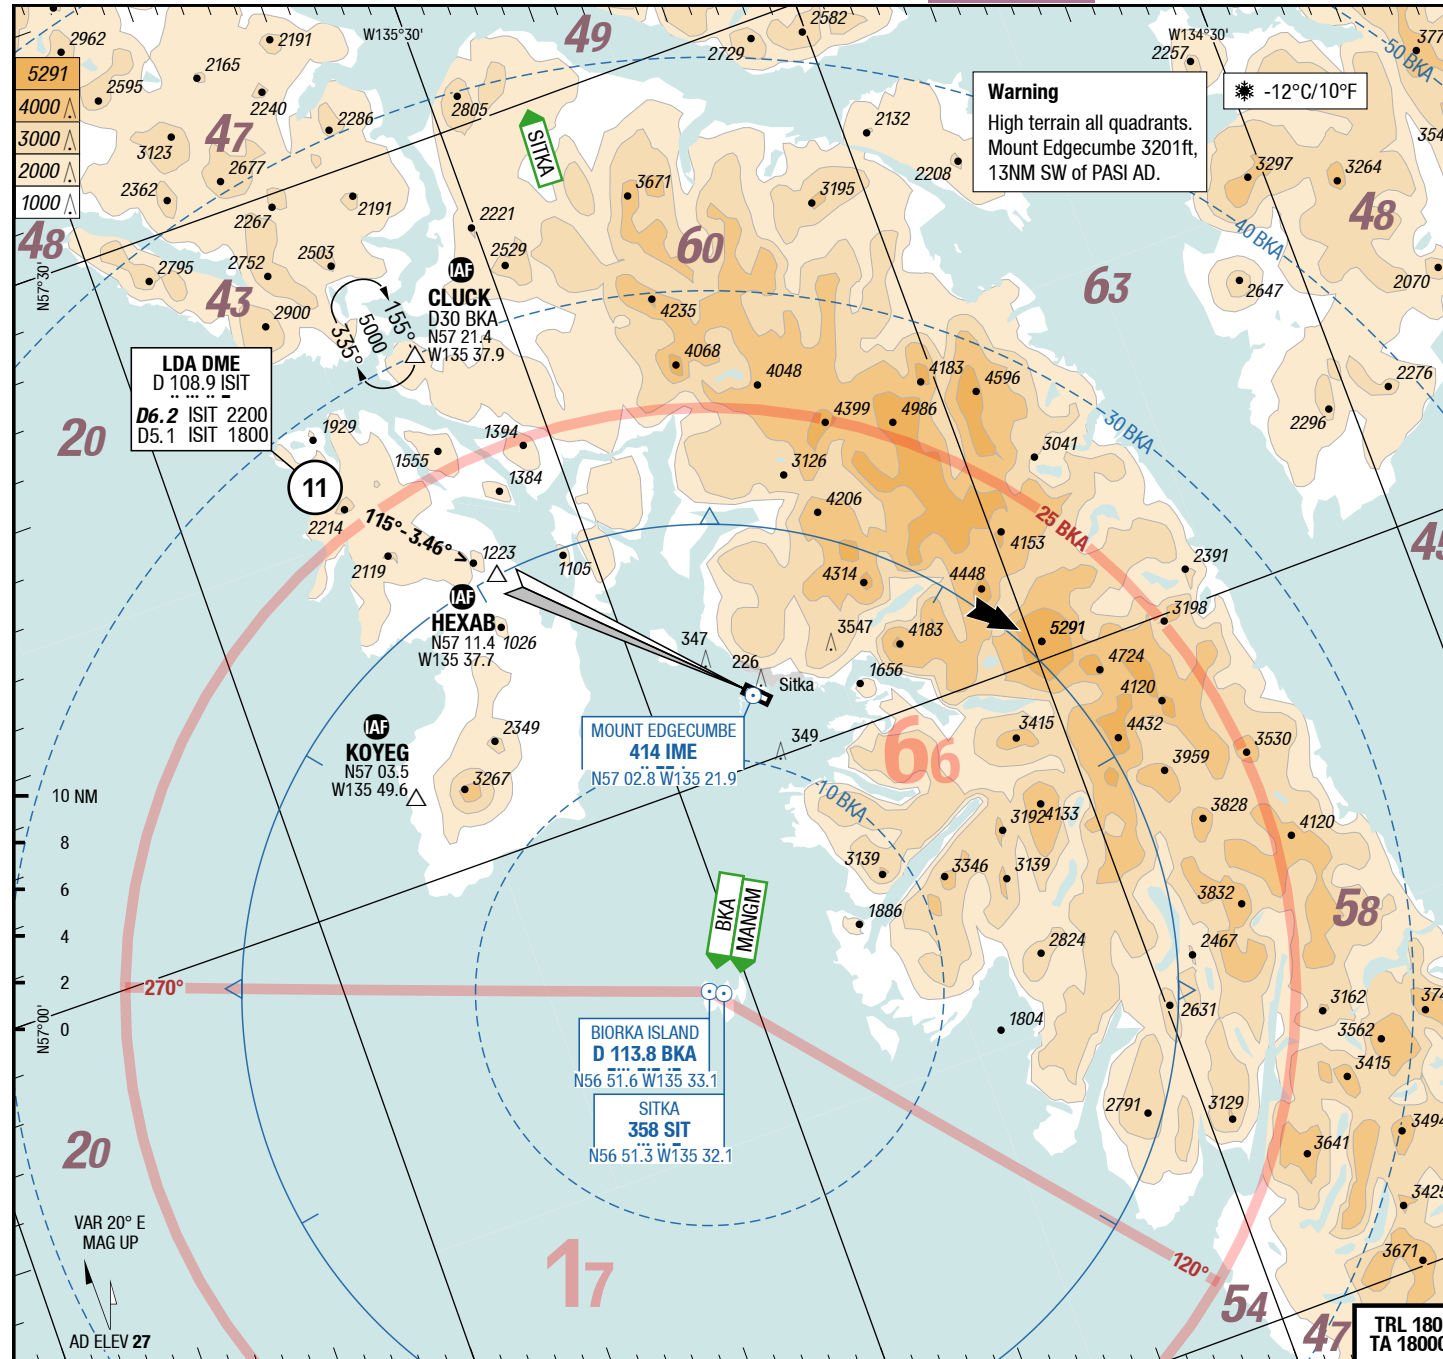 2962
2191
W135°30'
49
2729
2582
W134°30'
2257
50 BKA
5291
4000
3000
2000
1000
2595
2165
2240
2286
2805
47
3123
2677
2362
2267
2191
SITKA
2132
2208
Warning
High terrain all quadrants.
Mount Edgecumbe 3201ft,
13NM SW of PASI AD.
-12°C/10°F
3297
3264
48
3671
3195
60
48
N57°30'
2795
2752
2503
2221
2529
43
2900
IAF
CLUCK
D30 BKA
N57 21.4
W135 37.9
155°
5000
335°
4235
4068
4048
63
40 BKA
2647
2070
LDA DME
D 108.9 ISIT
D6.2 ISIT 2200
D5.1 ISIT 1800
20
1929
11
2214
1555
1394
1384
4183
4596
4399
4986
3126
4206
3041
30 BKA
2276
2296
25 BKA
4153
45
115°-3.46°
2119
1223
1105
IAF
HEXAB
N57 11.4
W135 37.7
1026
4314
4448
2391
3198
5291
4183
3547
347
226
Sitka
1656
4724
4120
IAF
KOYEG
N57 03.5
W135 49.6
2349
3267
MOUNT EDGECUMBE
414 IME
N57 02.8 W135 21.9
349
66
3415
4432
3959
3530
10 NM
8
6
4
2
0
10 BKA
3192
4133
3828
4120
3139
3346
3139
3832
58
1886
2824
2467
BKA
MANGM
270°
N57°00'
BIORKA ISLAND
D 113.8 BKA
N56 51.6 W135 33.1
SITKA
358 SIT
N56 51.3 W135 32.1
1804
2631
3162
3562
3415
2791
3129
3494
3641
3425
3671
20
VAR 20° E
MAG UP
AD ELEV 27
17
120°
54
47
TRL 180
TA 18000